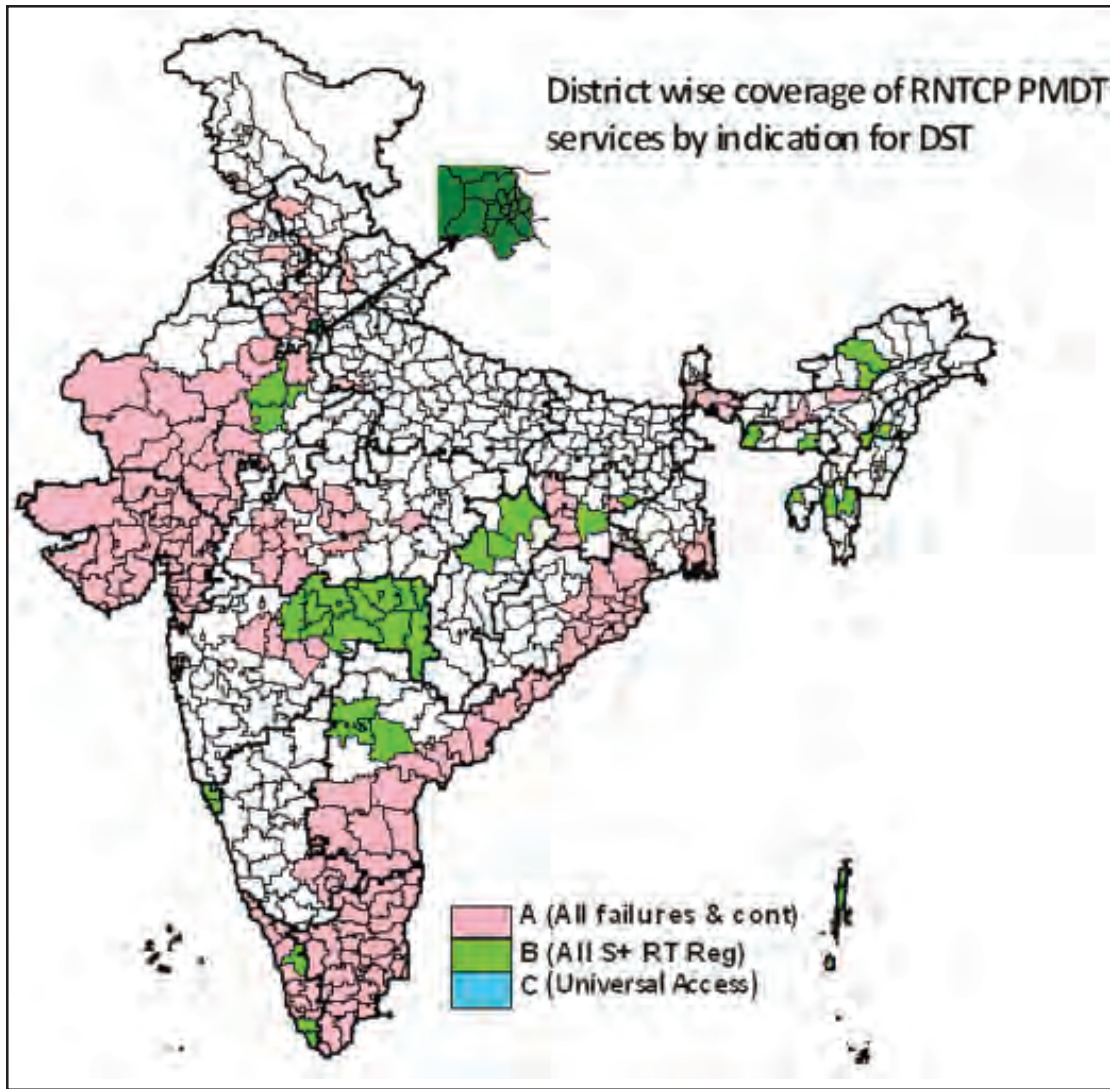 District wise coverage of RNTCP PMDT
services by indication for DST
A (All failures & cont)
B (All S+ RT Reg)
C (Universal Access)